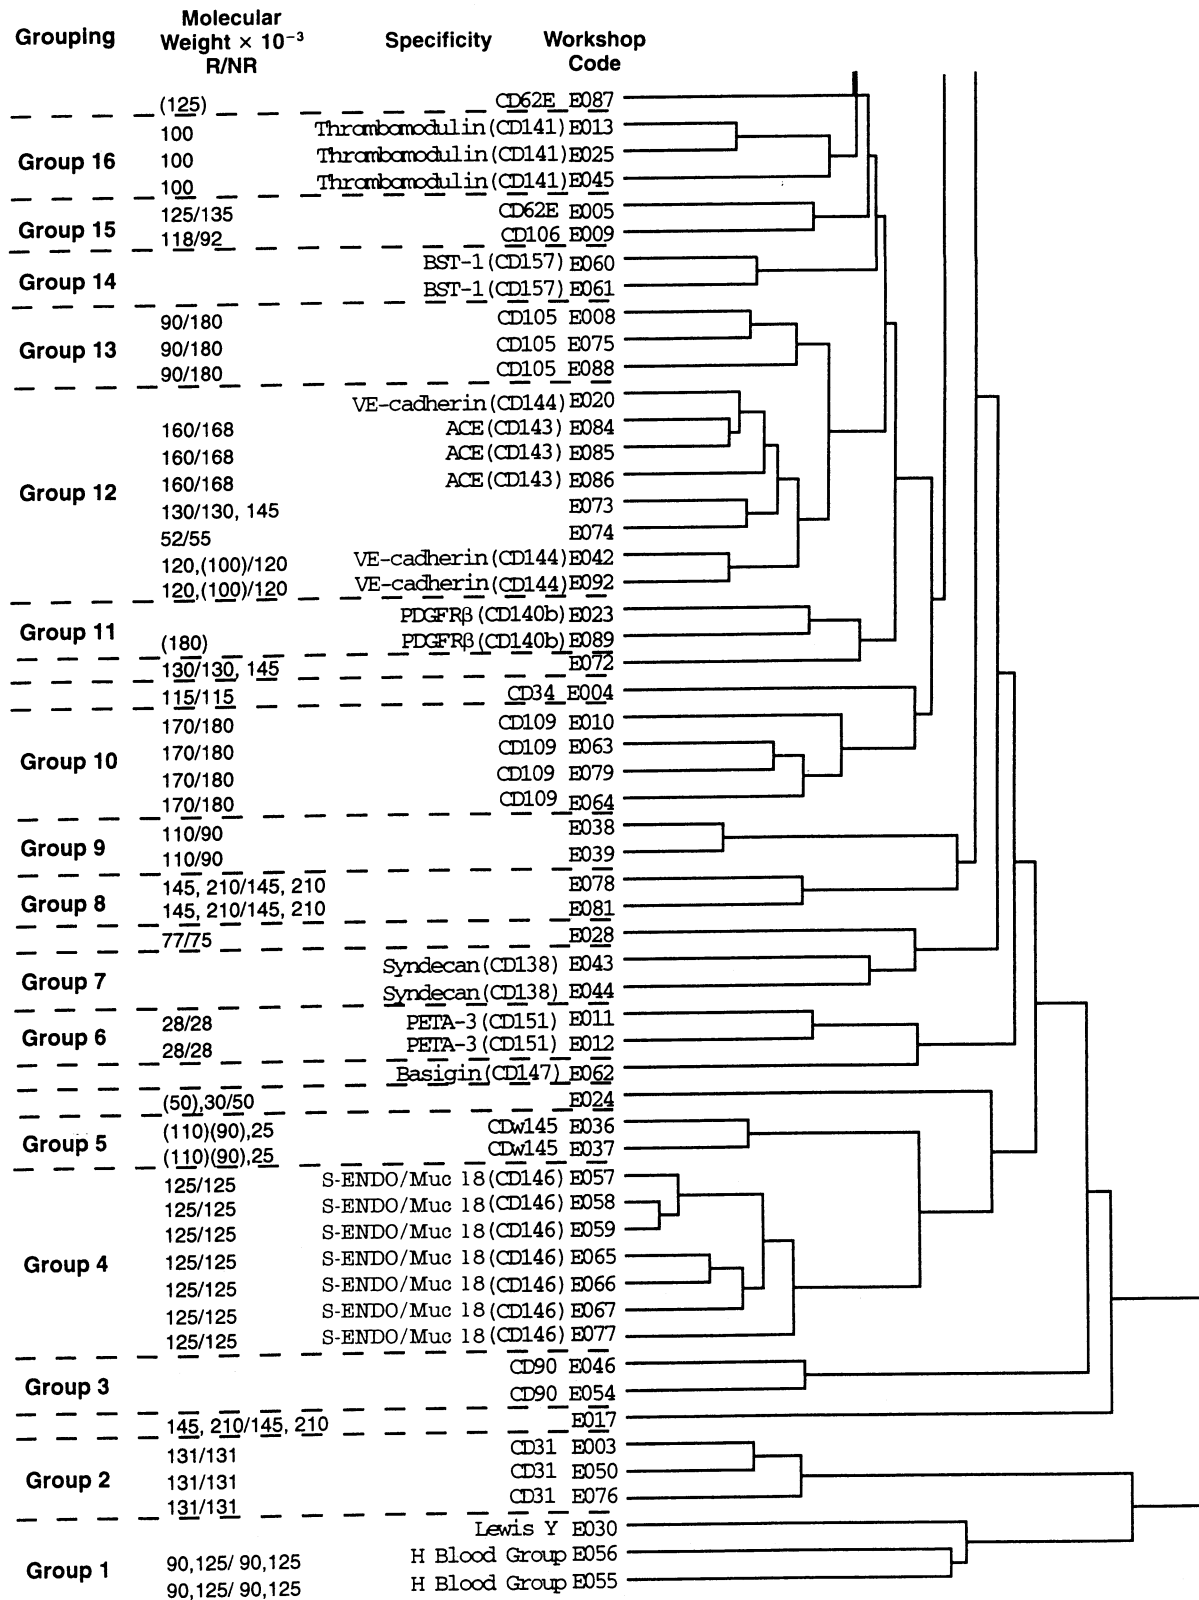 Grouping Molecular Weight × 10⁻³ R/NR Specificity Workshop Code
(125) CD62E E087
100 Thrombomodulin(CD141) E013
Group 16 100 Thrombomodulin(CD141) E025
100 Thrombomodulin(CD141) E045
125/135 CD62E E005
Group 15 118/92 CD106 E009
BST-1(CD157) E060
Group 14
BST-1(CD157) E061
90/180 CD105 E008
Group 13 90/180 CD105 E075
90/180 CD105 E088
VE-cadherin(CD144) E020
160/168 ACE(CD143) E084
160/168 ACE(CD143) E085
Group 12 160/168 ACE(CD143) E086
130/130, 145 E073
52/55 E074
120,(100)/120 VE-cadherin(CD144) E042
120,(100)/120 VE-cadherin(CD144) E092
PDGFRβ(CD140b) E023
Group 11 (180) PDGFRβ(CD140b) E089
130/130, 145 E072
115/115 CD34 E004
170/180 CD109 E010
170/180 CD109 E063
Group 10 170/180 CD109 E079
170/180 CD109 E064
110/90 E038
Group 9 110/90 E039
145, 210/145, 210 E078
Group 8 145, 210/145, 210 E081
77/75 E028
Syndecan(CD138) E043
Group 7
Syndecan(CD138) E044
28/28 PETA-3(CD151) E011
Group 6 28/28 PETA-3(CD151) E012
Basigin(CD147) E062
(50),30/50 E024
(110)(90),25 CDw145 E036
Group 5 (110)(90),25 CDw145 E037
125/125 S-ENDO/Muc 18(CD146) E057
125/125 S-ENDO/Muc 18(CD146) E058
125/125 S-ENDO/Muc 18(CD146) E059
Group 4 125/125 S-ENDO/Muc 18(CD146) E065
125/125 S-ENDO/Muc 18(CD146) E066
125/125 S-ENDO/Muc 18(CD146) E067
125/125 S-ENDO/Muc 18(CD146) E077
CD90 E046
Group 3
CD90 E054
145, 210/145, 210 E017
131/131 CD31 E003
Group 2 131/131 CD31 E050
131/131 CD31 E076
Lewis Y E030
Group 1 90,125/ 90,125 H Blood Group E056
90,125/ 90,125 H Blood Group E055